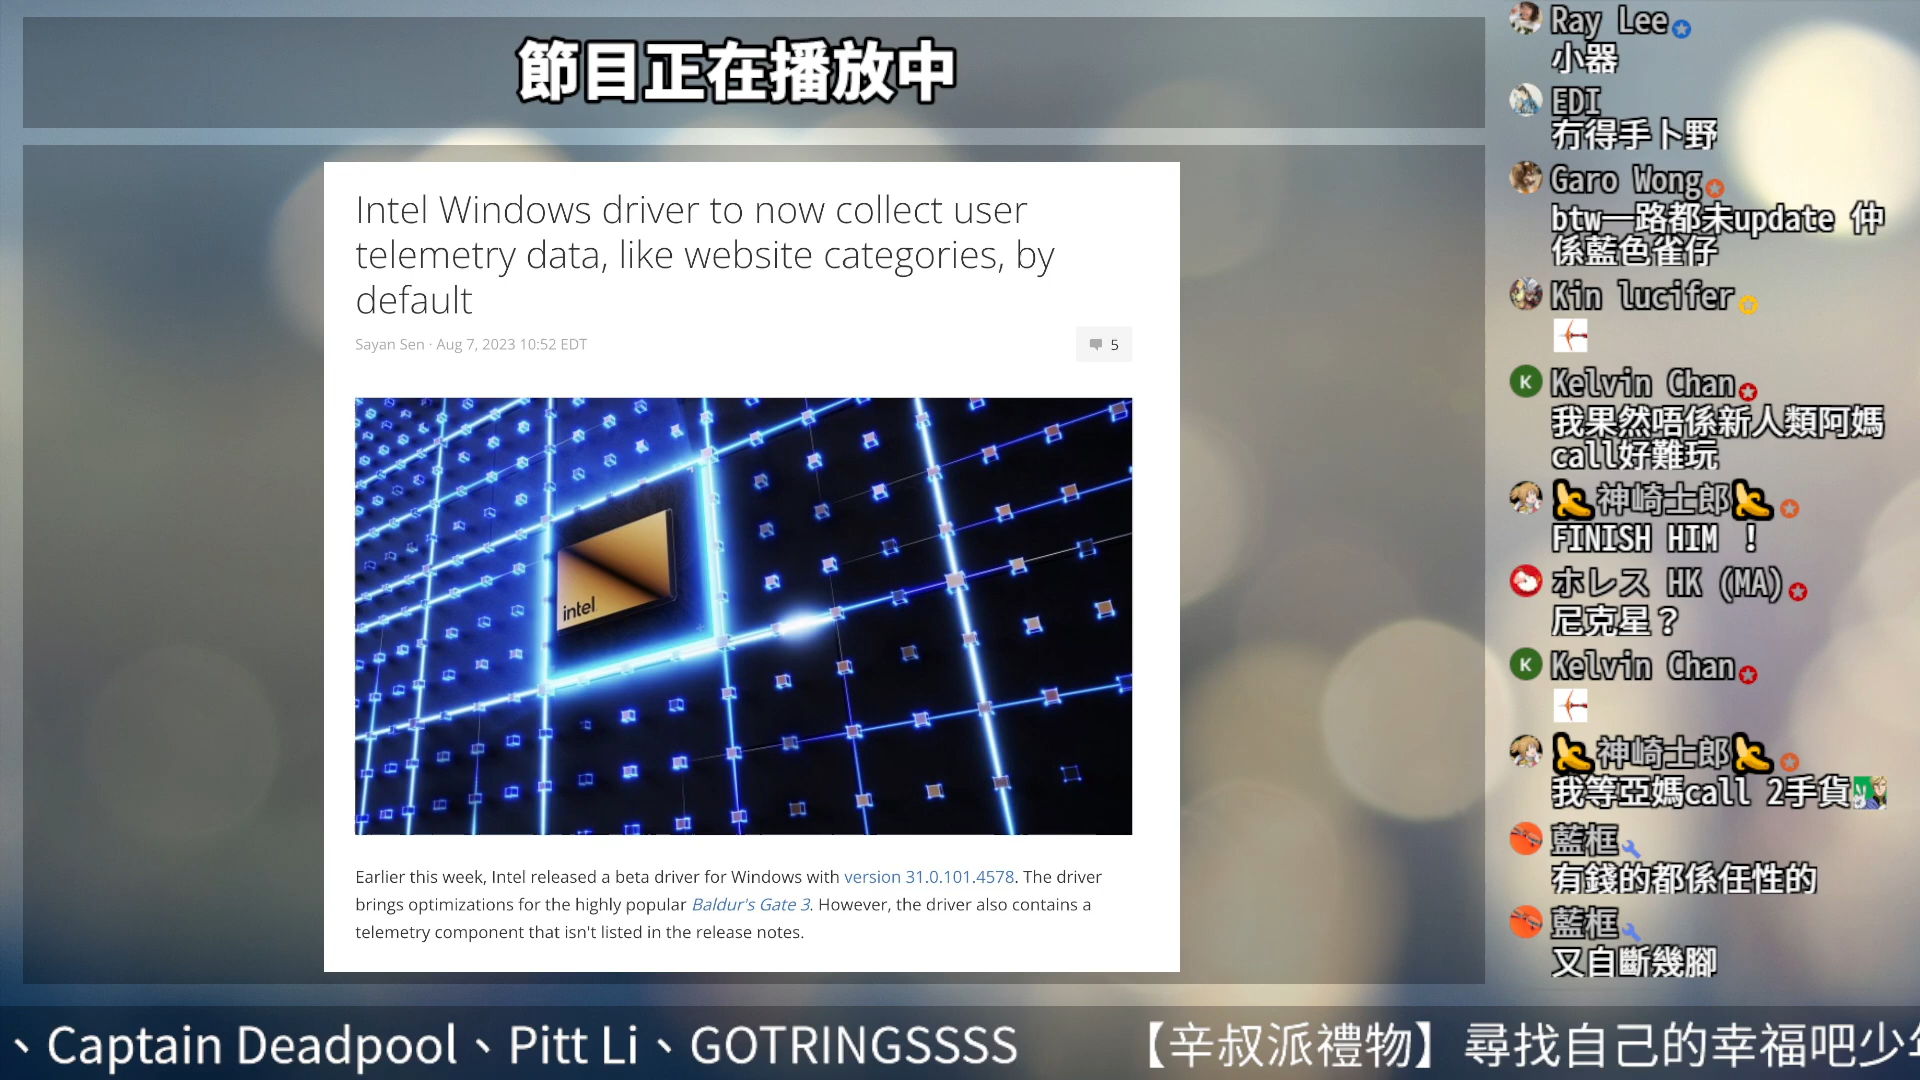 節目正在播放中
Intel Windows driver to now collect user
telemetry data, like website categories, by
default
Sayan Sen · Aug 7, 2023 10:52 EDT
5
intel
Earlier this week, Intel released a beta driver for Windows with version 31.0.101.4578. The driver
brings optimizations for the highly popular Baldur's Gate 3. However, the driver also contains a
telemetry component that isn't listed in the release notes.
Ray Lee
小器
EDI
冇得手卜野
Garo Wong
btw一路都未update 仲
係藍色雀仔
Kin lucifer
K
Kelvin Chan
我果然唔係新人類阿媽
call好難玩
神崎士郎
FINISH HIM !
ホレス HK (MA)
尼克星？
K
Kelvin Chan
神崎士郎
我等亞媽call 2手貨
藍框
有錢的都係任性的
藍框
又自斷幾腳
、Captain Deadpool、Pitt Li、GOTRINGSSSS 【辛叔派禮物】尋找自己的幸福吧少年